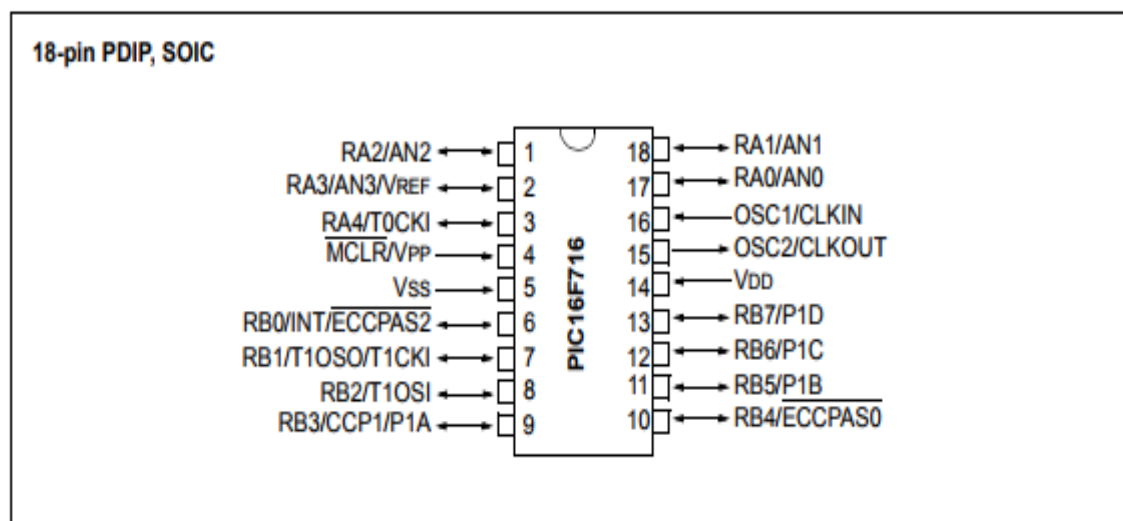 18-pin PDIP, SOIC
RA2/AN2
RA3/AN3/VREF
RA4/T0CKI
MCLR/VPP
VSS
RB0/INT/ECCPAS2
RB1/T1OSO/T1CKI
RB2/T1OSI
RB3/CCP1/P1A
1
2
3
4
5
6
7
8
9
PIC16F716
18
17
16
15
14
13
12
11
10
RA1/AN1
RA0/AN0
OSC1/CLKIN
OSC2/CLKOUT
VDD
RB7/P1D
RB6/P1C
RB5/P1B
RB4/ECCPAS0